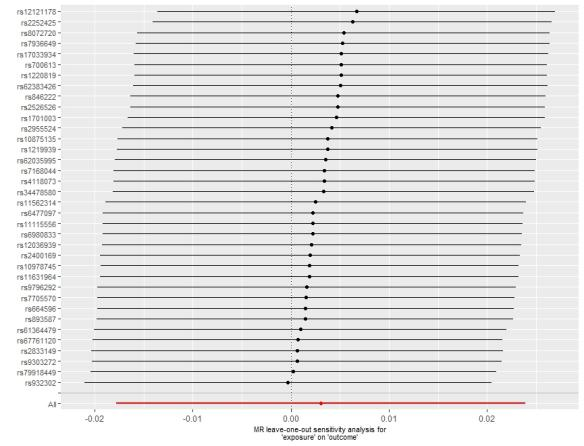 rs12121178
rs2252425
rs8072720
rs7936649
rs17033934
rs700613
rs1220819
rs62383426
rs846222
rs2526526
rs1701003
rs2955524
rs10875135
rs1219939
rs62035995
rs7168044
rs4118073
rs34478580
rs11562314
rs6477097
rs11115556
rs6980833
rs12036939
rs2400169
rs10978745
rs11631964
rs9796292
rs7705570
rs664596
rs893587
rs61364479
rs67761120
rs2833149
rs9303272
rs79918449
rs932302
All
-0.02 -0.01 0.00 0.01 0.02
MR leave-one-out sensitivity analysis for
'exposure' on 'outcome'